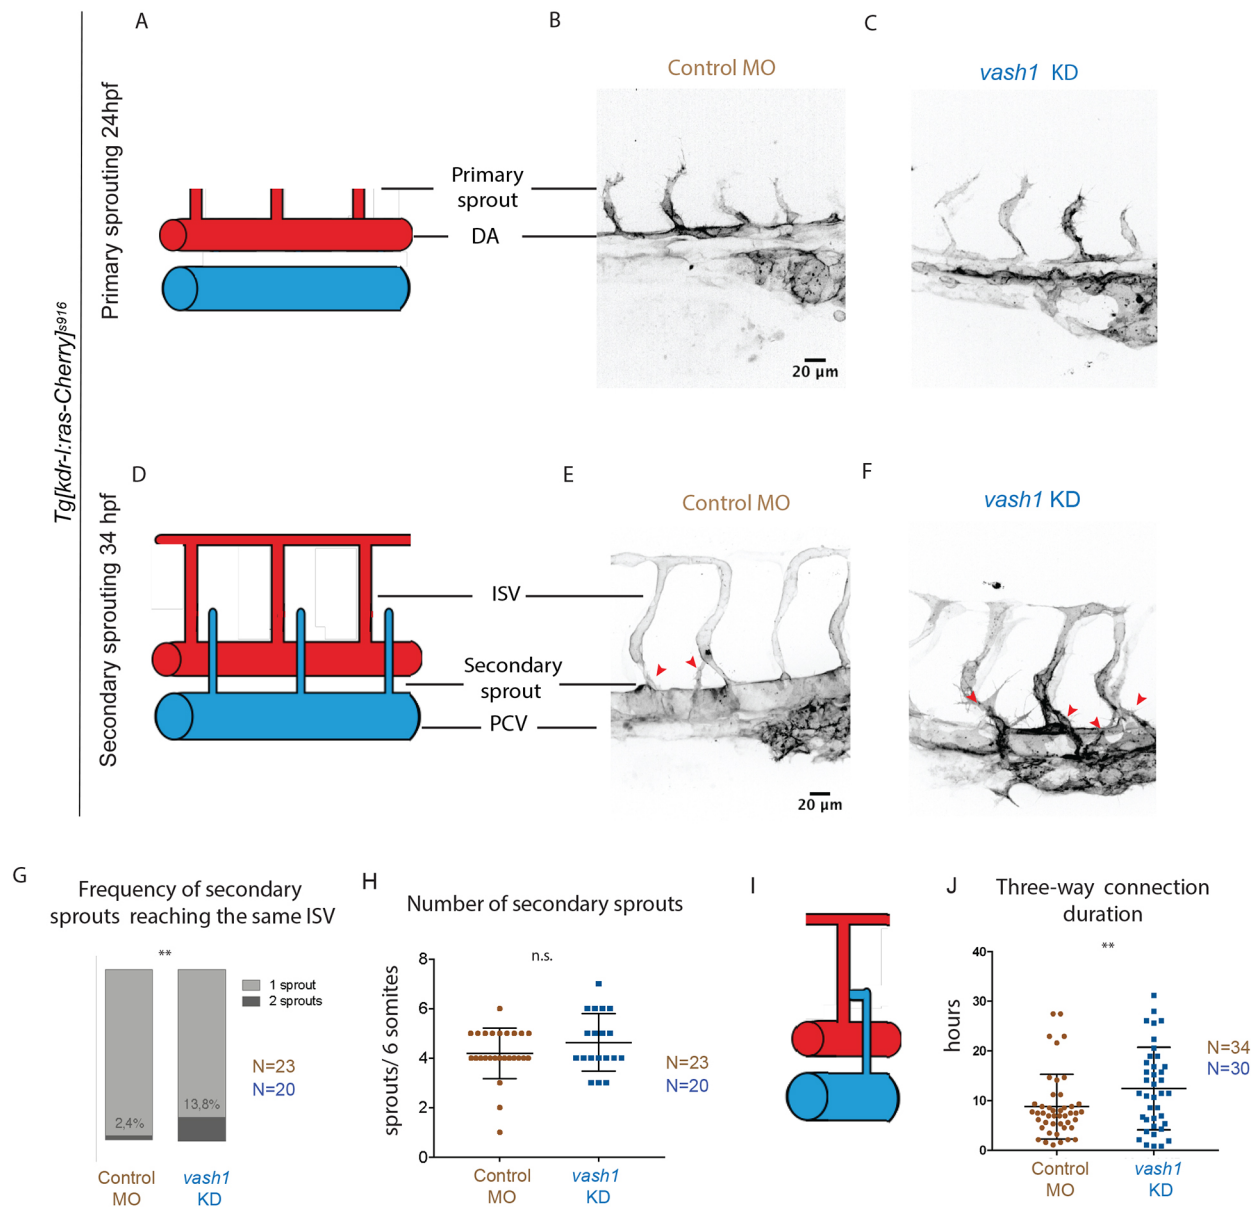 A
B
C
Control MO
vash1 KD
Tg[kdr-l:ras-Cherry]s916
Primary sprouting 24hpf
Primary
sprout
DA
20 µm
D
E
F
Control MO
vash1 KD
Secondary sprouting 34 hpf
ISV
Secondary
sprout
PCV
20 µm
G
Frequency of secondary
sprouts reaching the same ISV
**
1 sprout
2 sprouts
2,4%
13,8%
N=23
N=20
Control
MO
vash1
KD
H
Number of secondary sprouts
n.s.
sprouts/ 6 somites
8
6
4
2
0
N=23
N=20
Control
MO
vash1
KD
I
J
Three-way connection
duration
**
hours
40
30
20
10
0
N=34
N=30
Control
MO
vash1
KD